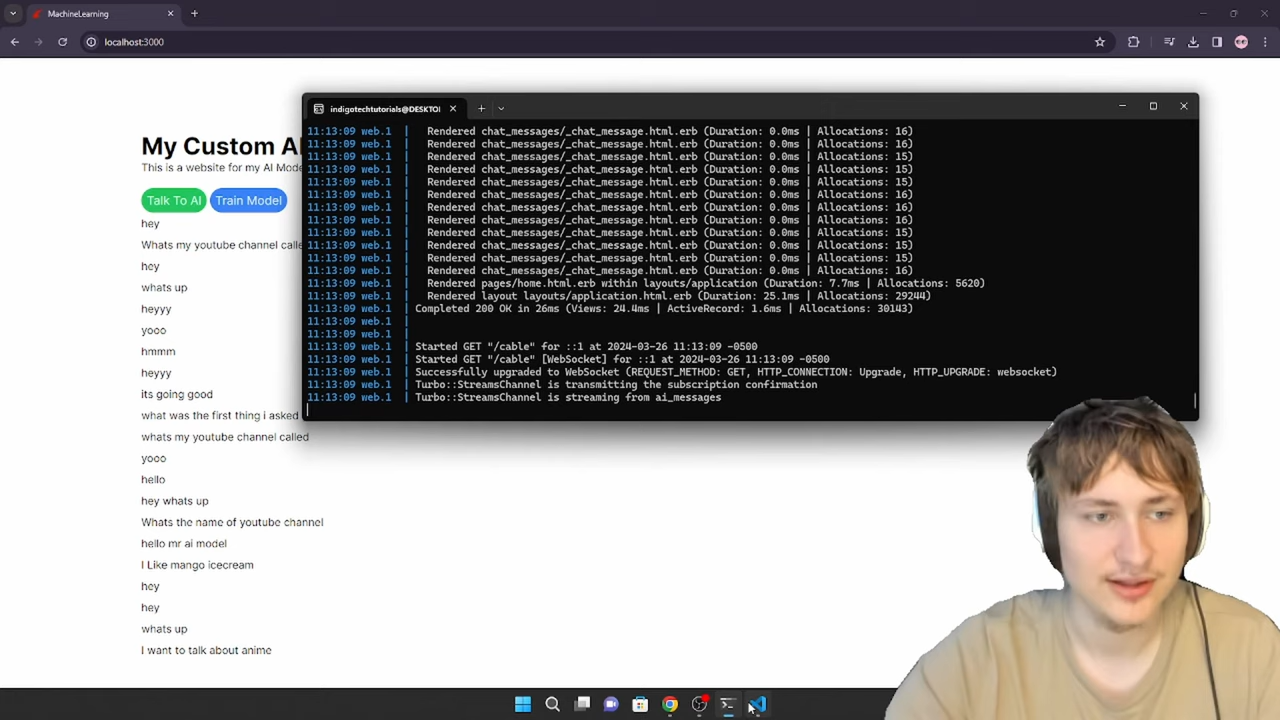 MachineLearning
localhost:3000
My Custom AI
This is a website for my AI Mode
Talk To AI
Train Model
hey
Whats my youtube channel calle
hey
whats up
heyyy
yooo
hmmm
heyyy
its going good
what was the first thing i asked
whats my youtube channel called
yooo
hello
hey whats up
Whats the name of youtube channel
hello mr ai model
I Like mango icecream
hey
hey
whats up
I want to talk about anime
indigotechtutorials@DESKTO
11:13:09 web.1 | Rendered chat_messages/_chat_message.html.erb (Duration: 0.0ms | Allocations: 16)
11:13:09 web.1 | Rendered chat_messages/_chat_message.html.erb (Duration: 0.0ms | Allocations: 16)
11:13:09 web.1 | Rendered chat_messages/_chat_message.html.erb (Duration: 0.0ms | Allocations: 15)
11:13:09 web.1 | Rendered chat_messages/_chat_message.html.erb (Duration: 0.0ms | Allocations: 15)
11:13:09 web.1 | Rendered chat_messages/_chat_message.html.erb (Duration: 0.0ms | Allocations: 15)
11:13:09 web.1 | Rendered chat_messages/_chat_message.html.erb (Duration: 0.0ms | Allocations: 16)
11:13:09 web.1 | Rendered chat_messages/_chat_message.html.erb (Duration: 0.0ms | Allocations: 16)
11:13:09 web.1 | Rendered chat_messages/_chat_message.html.erb (Duration: 0.0ms | Allocations: 16)
11:13:09 web.1 | Rendered chat_messages/_chat_message.html.erb (Duration: 0.0ms | Allocations: 15)
11:13:09 web.1 | Rendered chat_messages/_chat_message.html.erb (Duration: 0.0ms | Allocations: 15)
11:13:09 web.1 | Rendered chat_messages/_chat_message.html.erb (Duration: 0.0ms | Allocations: 15)
11:13:09 web.1 | Rendered chat_messages/_chat_message.html.erb (Duration: 0.0ms | Allocations: 16)
11:13:09 web.1 | Rendered pages/home.html.erb within layouts/application (Duration: 7.7ms | Allocations: 5620)
11:13:09 web.1 | Rendered layout layouts/application.html.erb (Duration: 25.1ms | Allocations: 29244)
11:13:09 web.1 | Completed 200 OK in 26ms (Views: 24.4ms | ActiveRecord: 1.6ms | Allocations: 30143)
11:13:09 web.1 |
11:13:09 web.1 |
11:13:09 web.1 | Started GET "/cable" for ::1 at 2024-03-26 11:13:09 -0500
11:13:09 web.1 | Started GET "/cable" [WebSocket] for ::1 at 2024-03-26 11:13:09 -0500
11:13:09 web.1 | Successfully upgraded to WebSocket (REQUEST_METHOD: GET, HTTP_CONNECTION: Upgrade, HTTP_UPGRADE: websocket)
11:13:09 web.1 | Turbo::StreamsChannel is transmitting the subscription confirmation
11:13:09 web.1 | Turbo::StreamsChannel is streaming from ai_messages